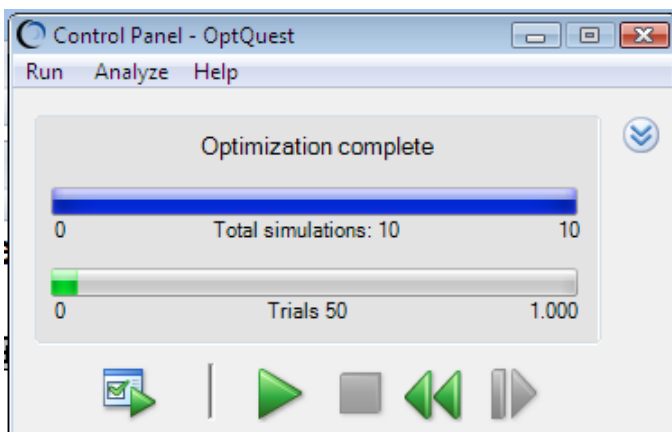 Control Panel - OptQuest
Run Analyze Help
Optimization complete
0 Total simulations: 10 10
0 Trials 50 1.000